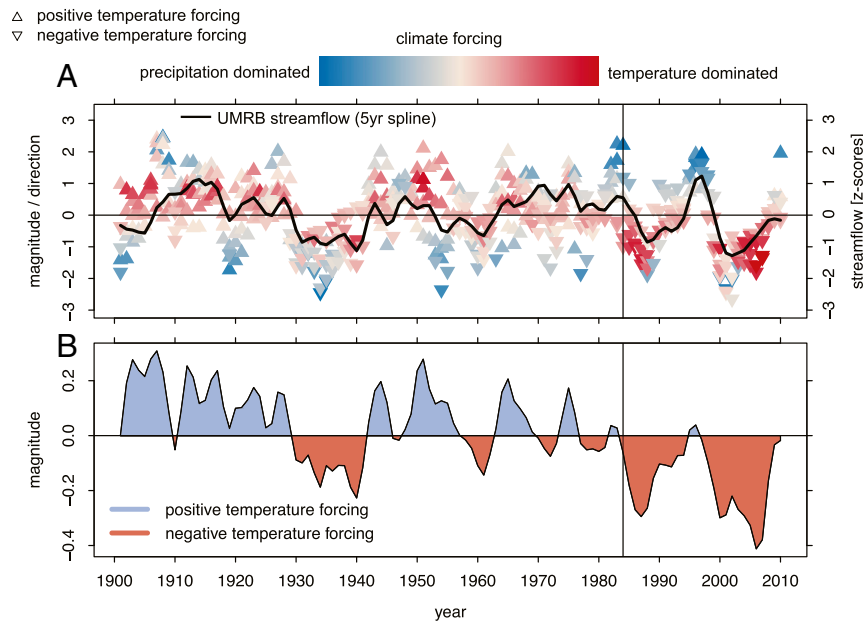 positive temperature forcing
negative temperature forcing
climate forcing
A
precipitation dominated
temperature dominated
UMRB streamflow (5yr spline)
magnitude / direction
3
2
1
0
−1
−2
−3
3
2
1
0
−1
−2
−3
streamflow [z-scores]
B
magnitude
0.2
0.0
−0.2
−0.4
positive temperature forcing
negative temperature forcing
1900 1910 1920 1930 1940 1950 1960 1970 1980 1990 2000 2010
year